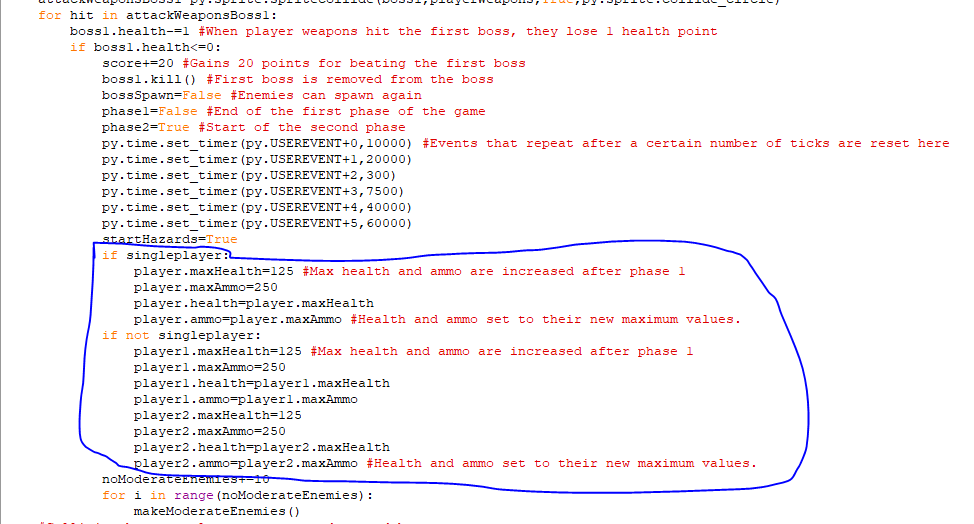 attackWeaponsBoss1=py.sprite.spritecollide(boss1,playerWeapons,True,py.sprite.collide_circle)
for hit in attackWeaponsBoss1:
boss1.health-=1 #When player weapons hit the first boss, they lose 1 health point
if boss1.health<=0:
score+=20 #Gains 20 points for beating the first boss
boss1.kill() #First boss is removed from the boss
bossSpawn=False #Enemies can spawn again
phase1=False #End of the first phase of the game
phase2=True #Start of the second phase
py.time.set_timer(py.USEREVENT+0,10000) #Events that repeat after a certain number of ticks are reset here
py.time.set_timer(py.USEREVENT+1,20000)
py.time.set_timer(py.USEREVENT+2,300)
py.time.set_timer(py.USEREVENT+3,7500)
py.time.set_timer(py.USEREVENT+4,40000)
py.time.set_timer(py.USEREVENT+5,60000)
startHazards=True
if singleplayer:
player.maxHealth=125 #Max health and ammo are increased after phase 1
player.maxAmmo=250
player.health=player.maxHealth
player.ammo=player.maxAmmo #Health and ammo set to their new maximum values.
if not singleplayer:
player1.maxHealth=125 #Max health and ammo are increased after phase 1
player1.maxAmmo=250
player1.health=player1.maxHealth
player1.ammo=player1.maxAmmo
player2.maxHealth=125
player2.maxAmmo=250
player2.health=player2.maxHealth
player2.ammo=player2.maxAmmo #Health and ammo set to their new maximum values.
noModerateEnemies+=10
for i in range(noModerateEnemies):
makeModerateEnemies()